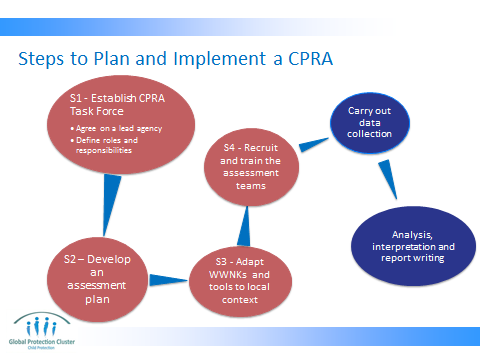 Steps to Plan and Implement a CPRA
S1 - Establish CPRA
Task Force
• Agree on a lead agency
• Define roles and
responsibilities
S2 – Develop
an
assessment
plan
S3 - Adapt
WWNKs and
tools to local
context
S4 - Recruit
and train the
assessment
teams
Carry out
data
collection
Analysis,
interpretation and
report writing
Global Protection Cluster
Child Protection